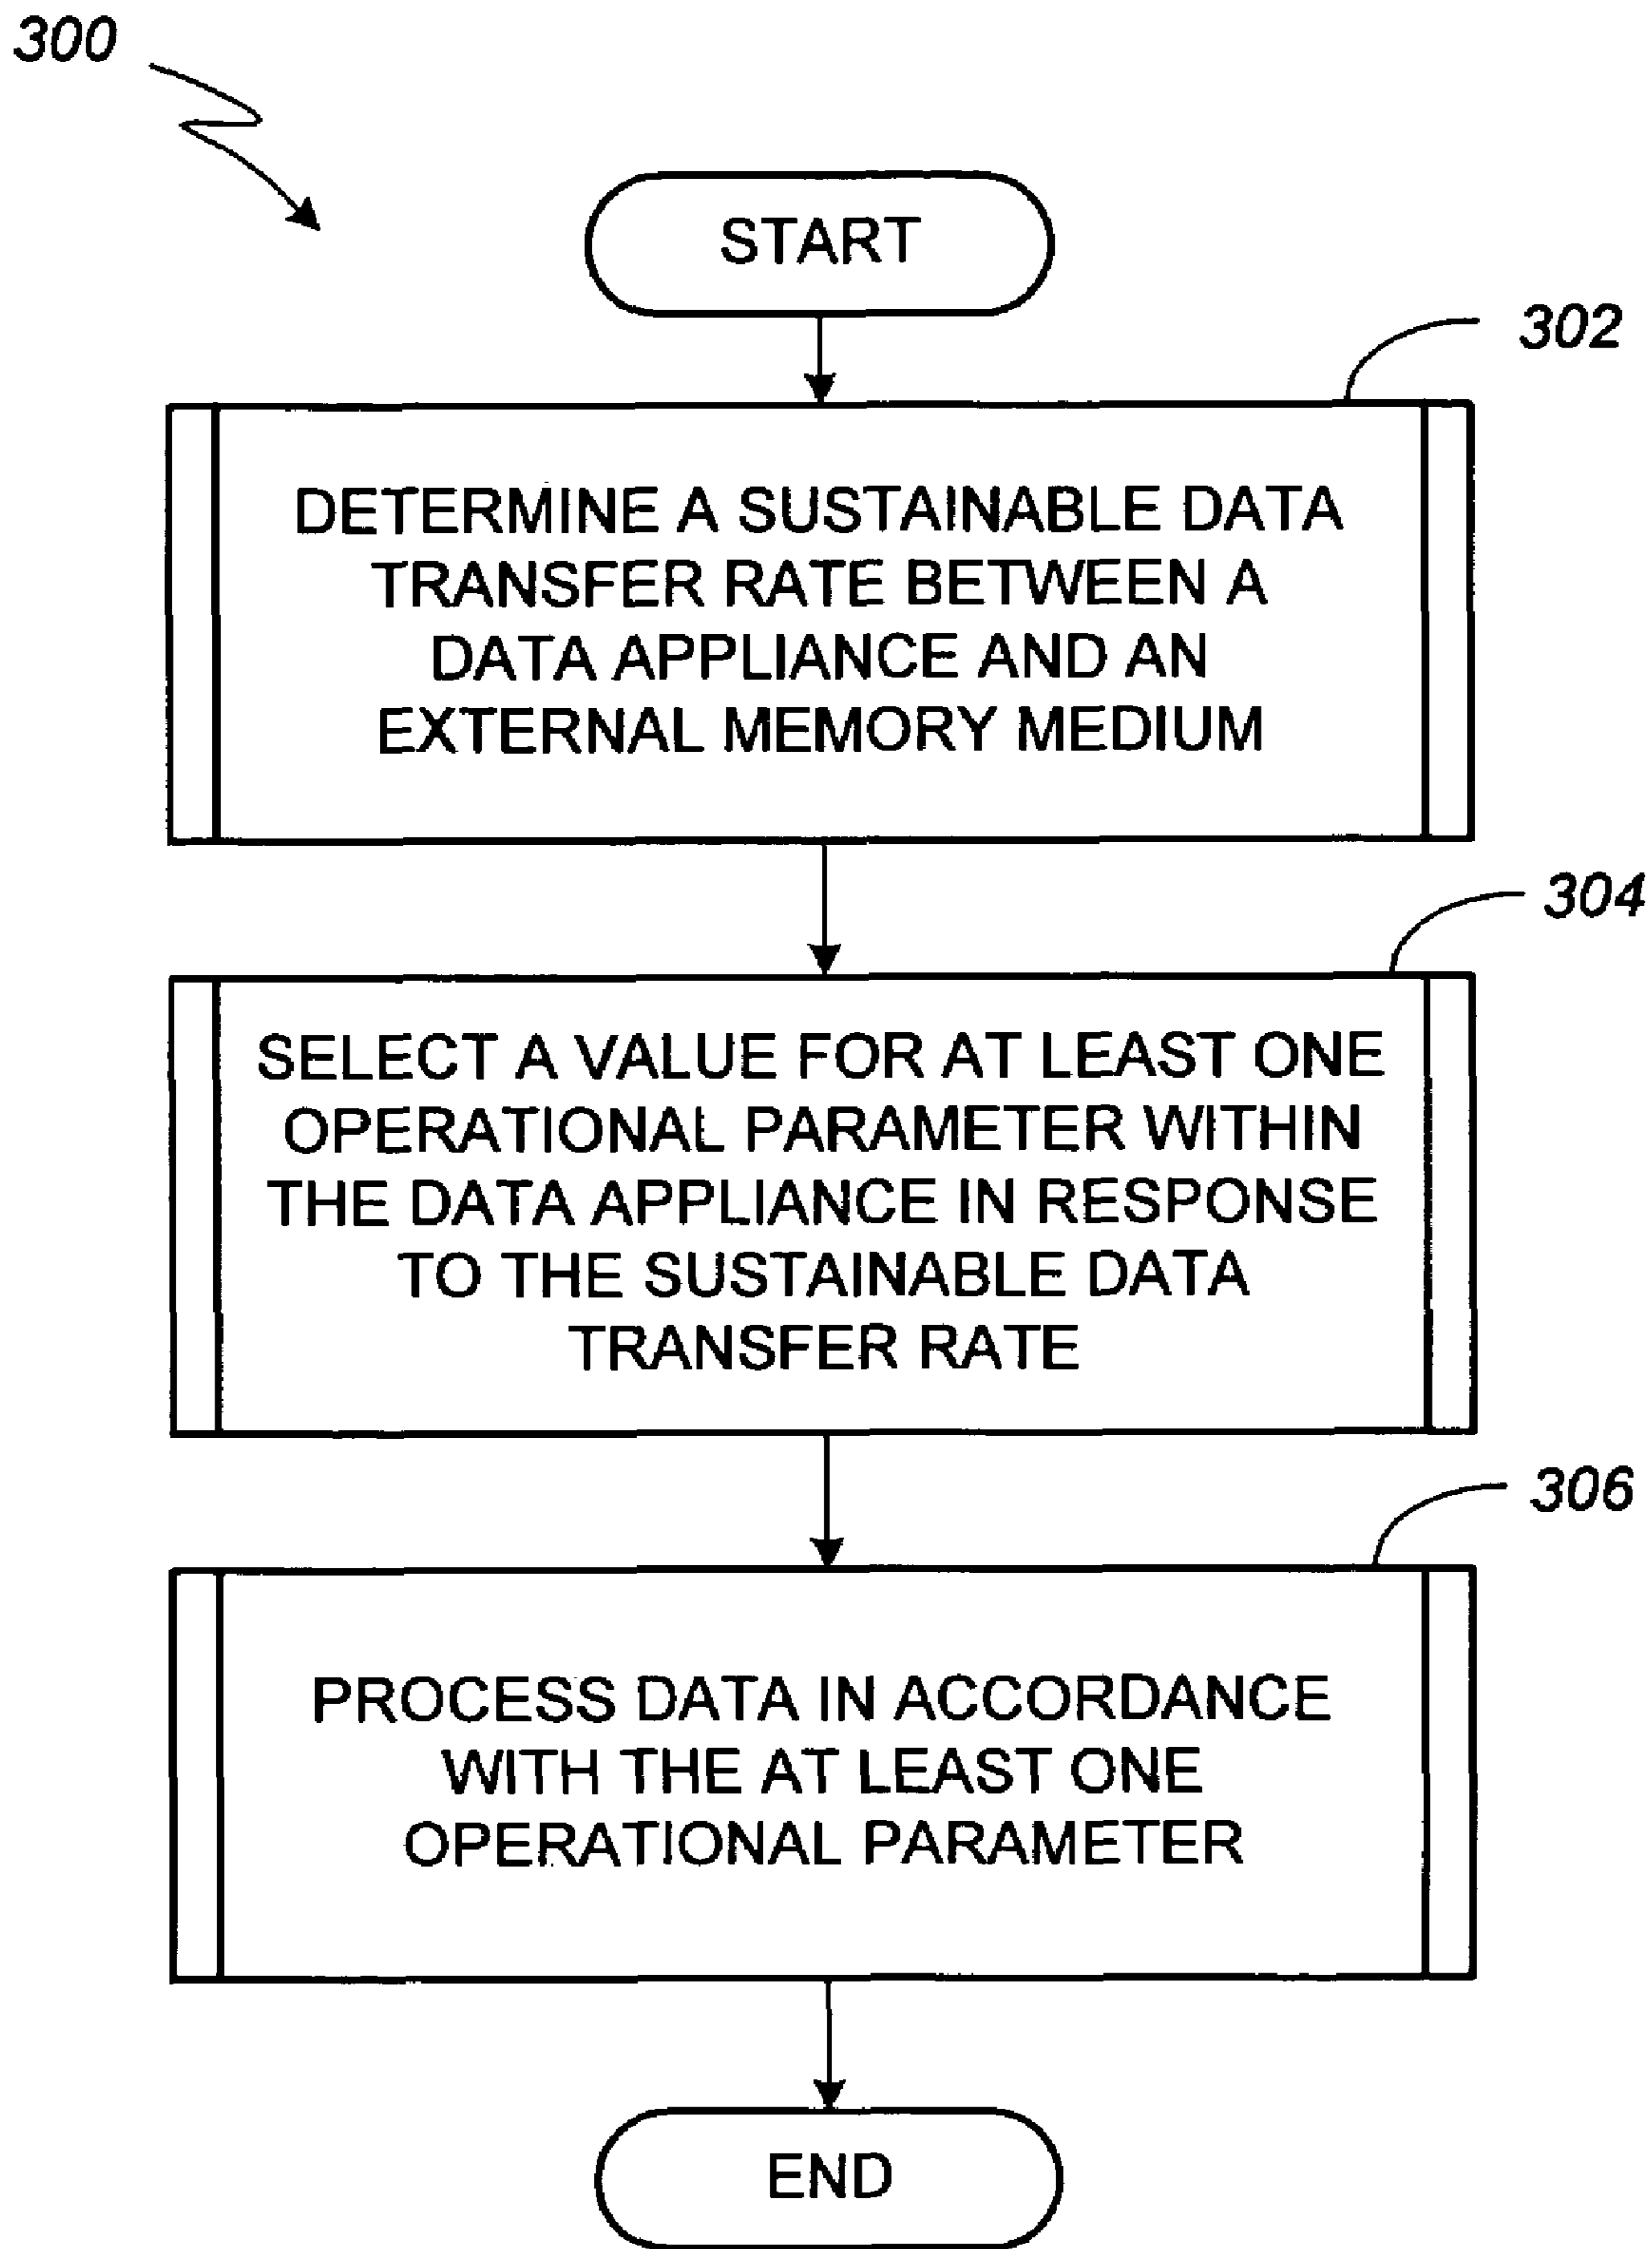 300
START
302
DETERMINE A SUSTAINABLE DATA
TRANSFER RATE BETWEEN A
DATA APPLIANCE AND AN
EXTERNAL MEMORY MEDIUM
304
SELECT A VALUE FOR AT LEAST ONE
OPERATIONAL PARAMETER WITHIN
THE DATA APPLIANCE IN RESPONSE
TO THE SUSTAINABLE DATA
TRANSFER RATE
306
PROCESS DATA IN ACCORDANCE
WITH THE AT LEAST ONE
OPERATIONAL PARAMETER
END